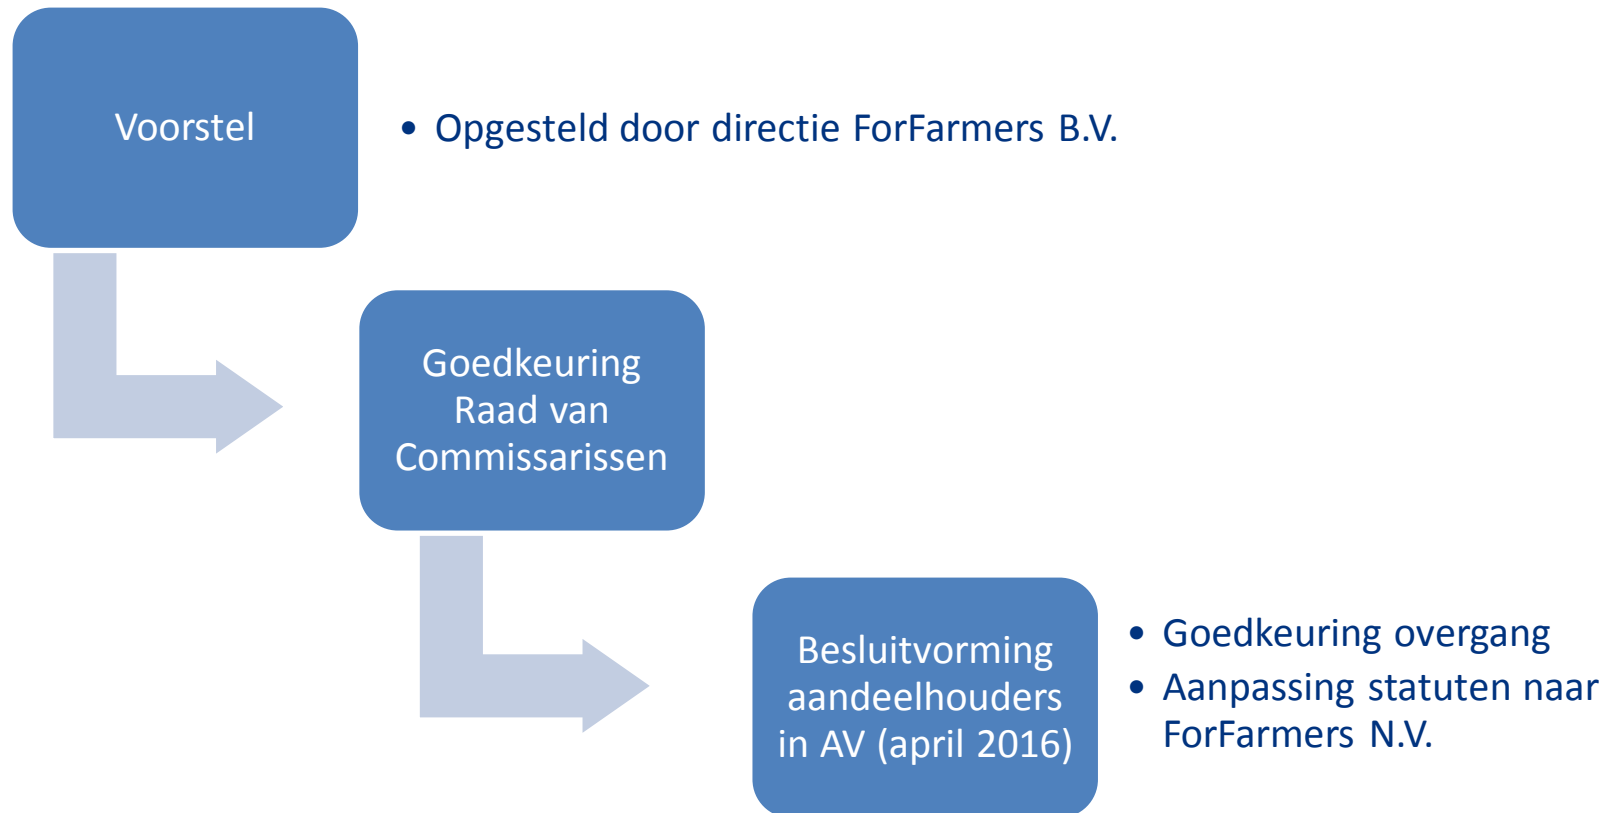 Voorstel
• Opgesteld door directie ForFarmers B.V.
Goedkeuring
Raad van
Commissarissen
Besluitvorming
aandeelhouders
in AV (april 2016)
• Goedkeuring overgang
• Aanpassing statuten naar
ForFarmers N.V.